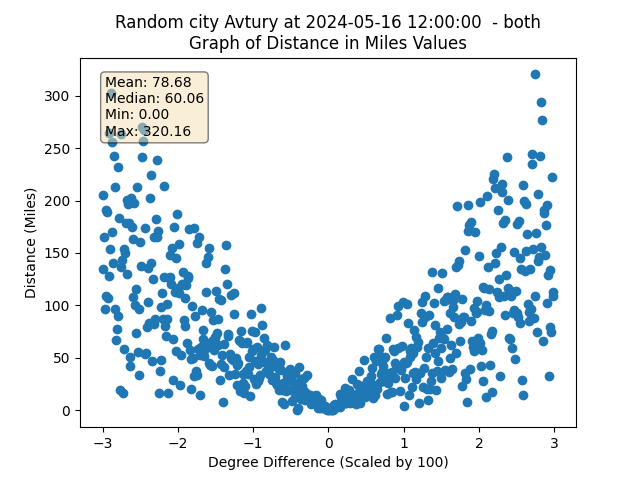 Random city Avtury at 2024-05-16 12:00:00  - both
Graph of Distance in Miles Values
Mean: 78.68
Median: 60.06
Min: 0.00
Max: 320.16
Distance (Miles)
300
250
200
150
100
50
0
−3
−2
−1
0
1
2
3
Degree Difference (Scaled by 100)